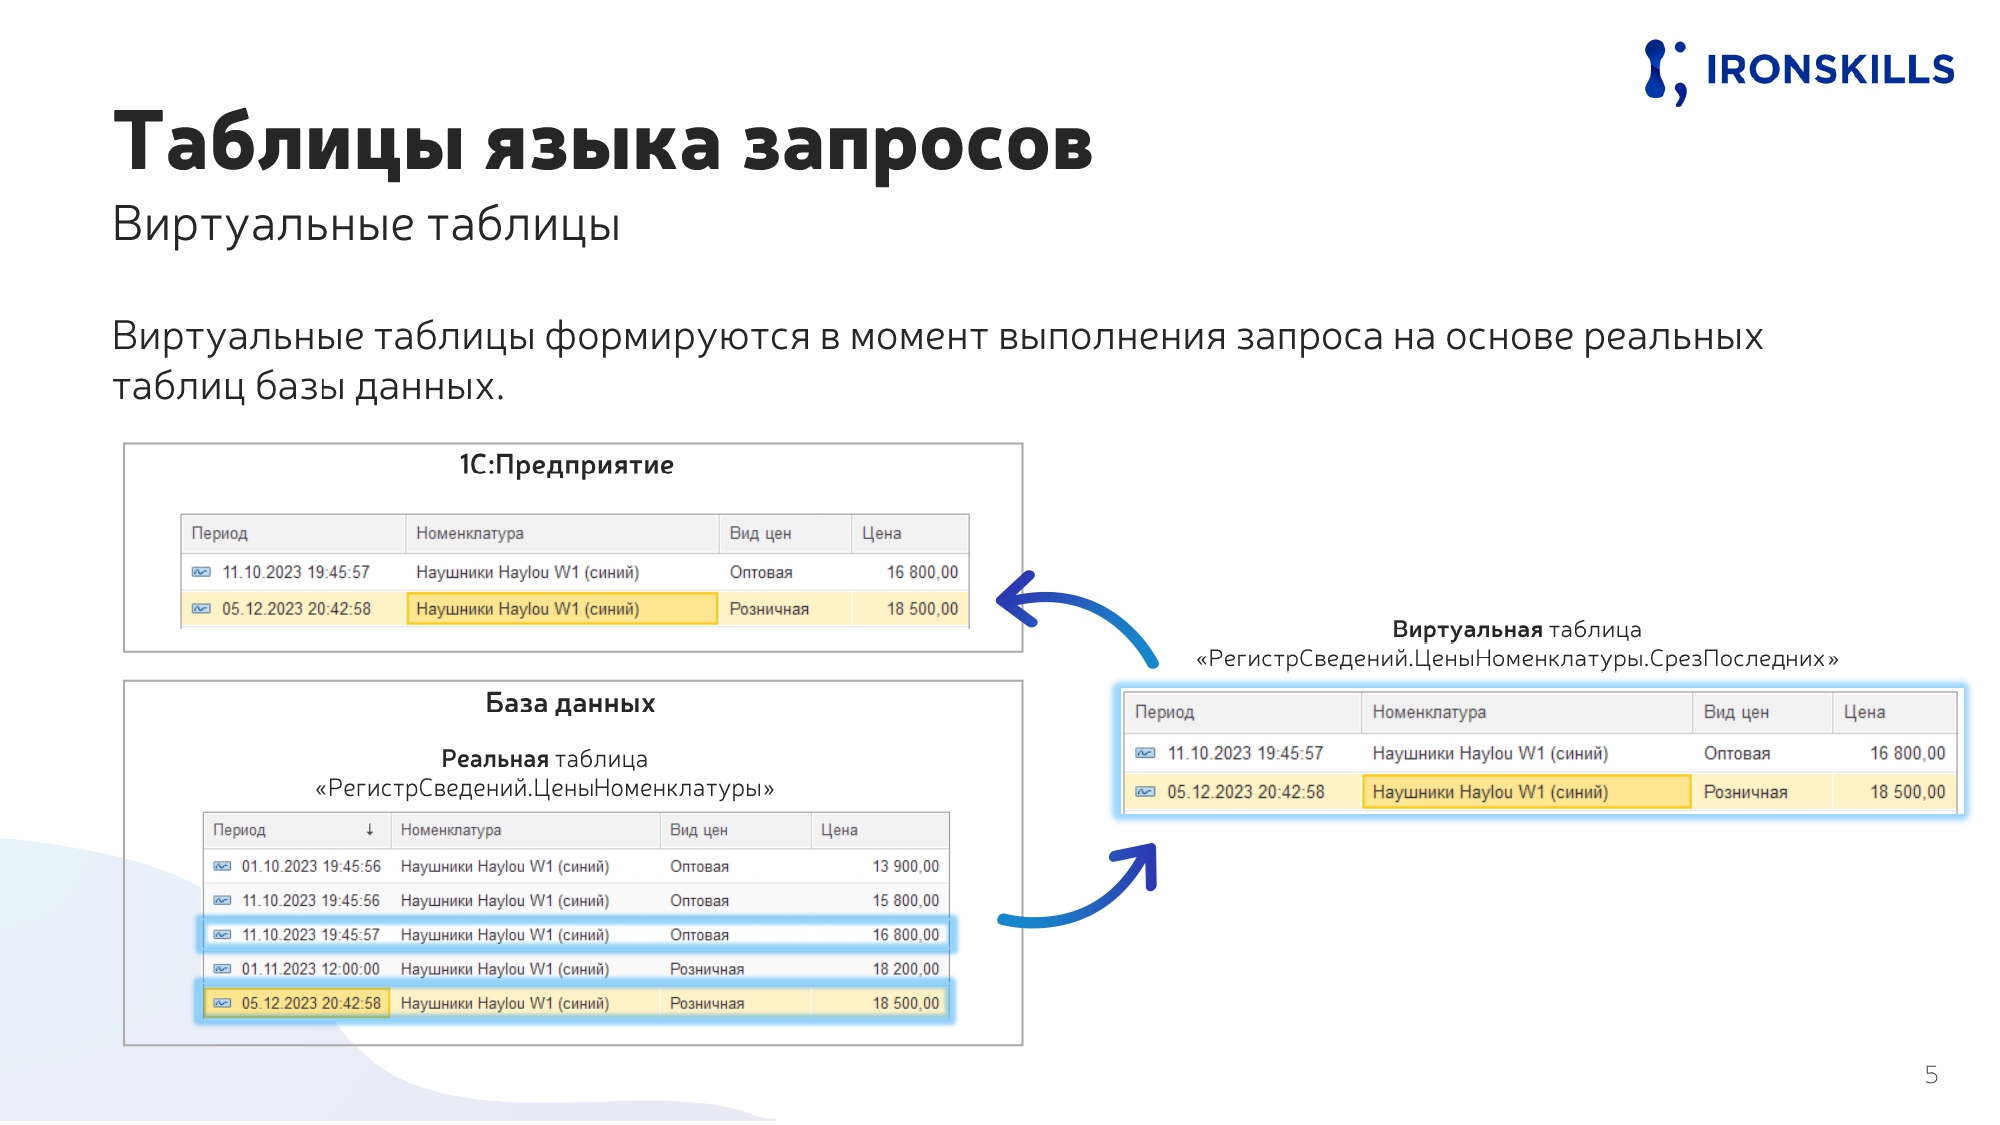 IRONSKILLS
Таблицы языка запросов
Виртуальные таблицы
Виртуальные таблицы формируются в момент выполнения запроса на основе реальных
таблиц базы данных.
1С:Предприятие
Период Номенклатура Вид цен Цена
11.10.2023 19:45:57 Наушники Haylou W1 (синий) Оптовая 16 800,00
05.12.2023 20:42:58 Наушники Haylou W1 (синий) Розничная 18 500,00
База данных
Реальная таблица
«РегистрСведений.ЦеныНоменклатуры»
Период ↓ Номенклатура Вид цен Цена
01.10.2023 19:45:56 Наушники Haylou W1 (синий) Оптовая 13 900,00
11.10.2023 19:45:56 Наушники Haylou W1 (синий) Оптовая 15 800,00
11.10.2023 19:45:57 Наушники Haylou W1 (синий) Оптовая 16 800,00
01.11.2023 12:00:00 Наушники Haylou W1 (синий) Розничная 18 200,00
05.12.2023 20:42:58 Наушники Haylou W1 (синий) Розничная 18 500,00
Виртуальная таблица
«РегистрСведений.ЦеныНоменклатуры.СрезПоследних»
Период Номенклатура Вид цен Цена
11.10.2023 19:45:57 Наушники Haylou W1 (синий) Оптовая 16 800,00
05.12.2023 20:42:58 Наушники Haylou W1 (синий) Розничная 18 500,00
5